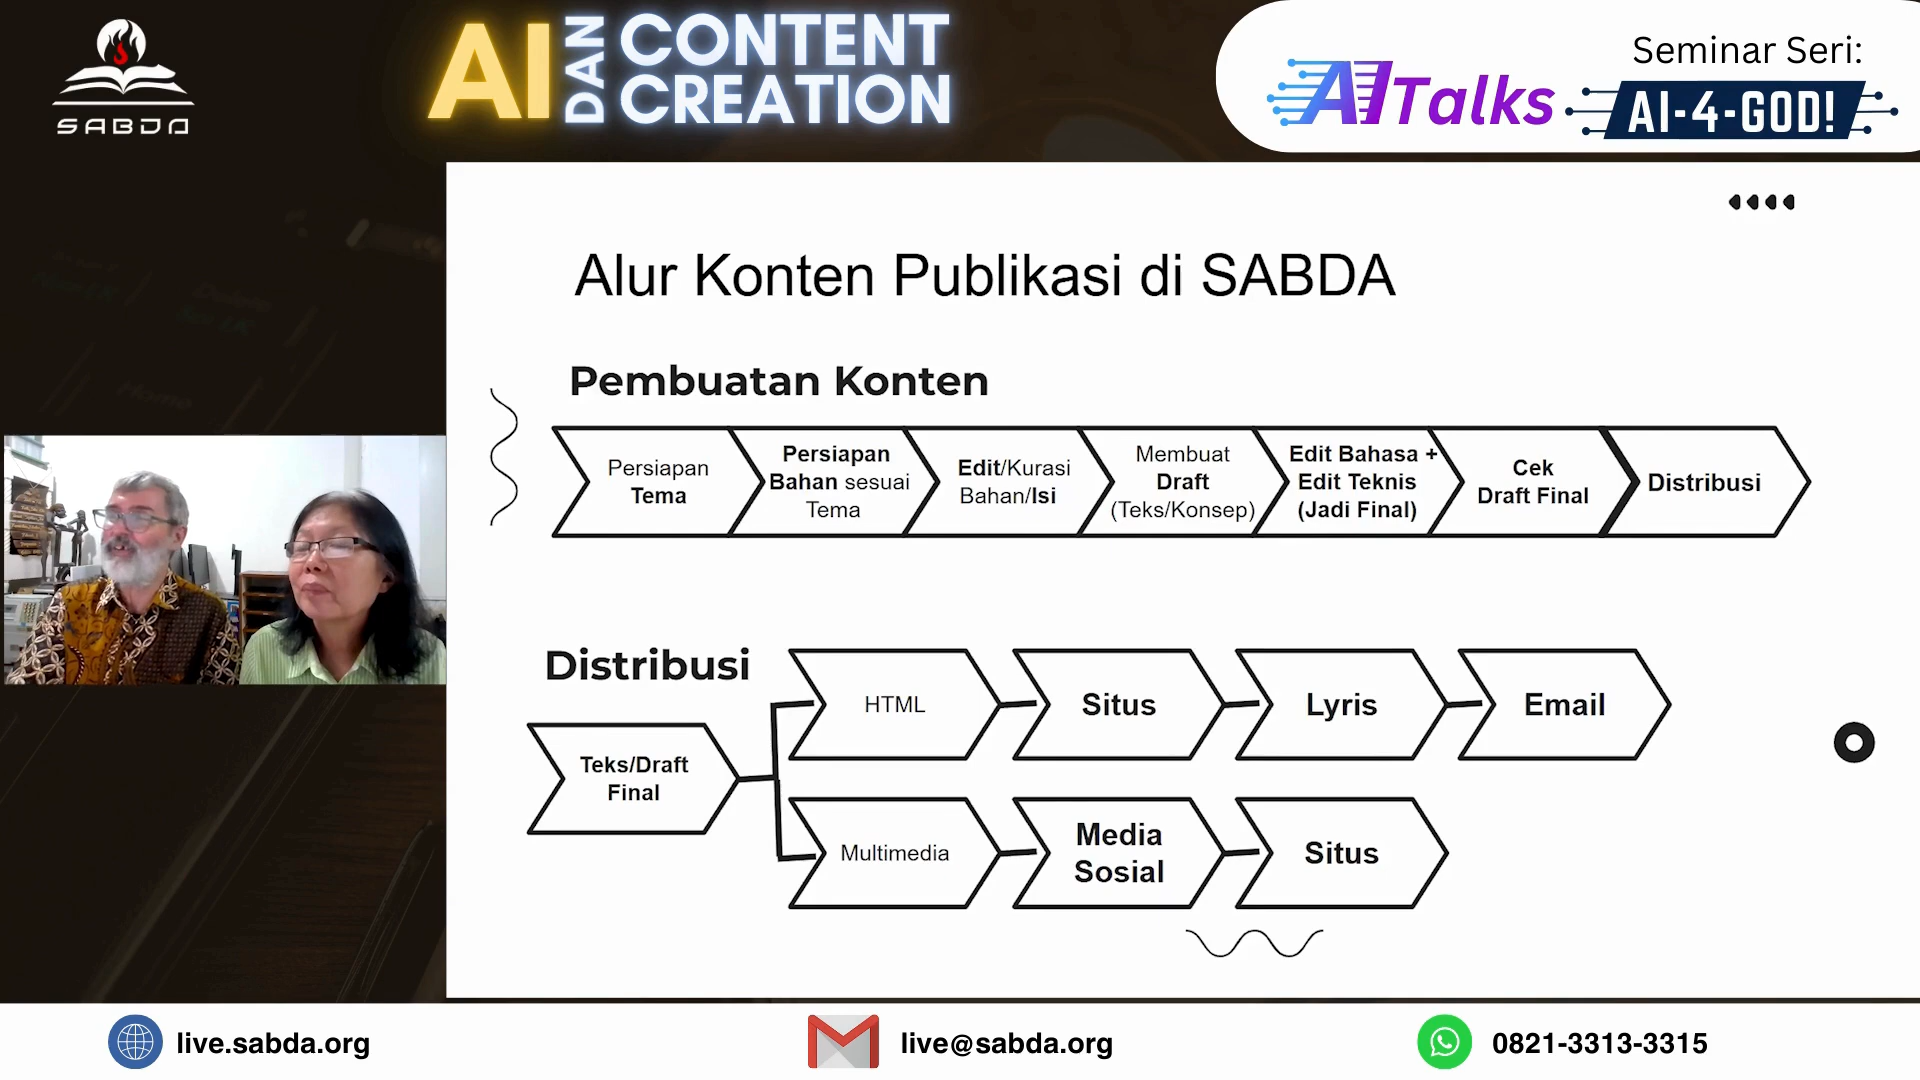 SABDA
AI DAN CONTENT CREATION
AI Talks
Seminar Seri:
AI-4-GOD!
Alur Konten Publikasi di SABDA
Pembuatan Konten
Persiapan
Tema
Persiapan
Bahan sesuai
Tema
Edit/Kurasi
Bahan/Isi
Membuat
Draft
(Teks/Konsep)
Edit Bahasa +
Edit Teknis
(Jadi Final)
Cek
Draft Final
Distribusi
Distribusi
Teks/Draft
Final
HTML
Situs
Lyris
Email
Multimedia
Media
Sosial
Situs
live.sabda.org
live@sabda.org
0821-3313-3315